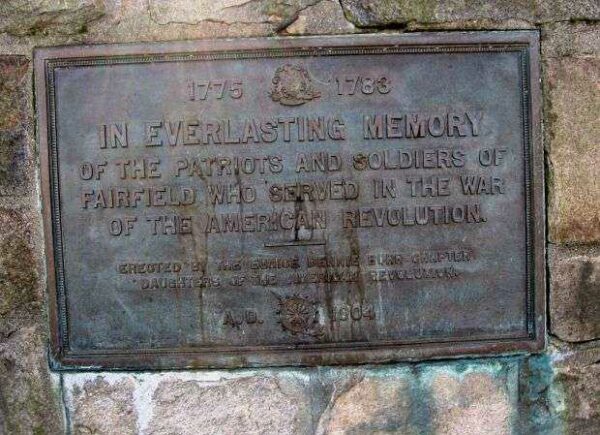 1775 1783
IN EVERLASTING MEMORY
OF THE PATRIOTS AND SOLDIERS OF
FAIRFIELD WHO SERVED IN THE WAR
OF THE AMERICAN REVOLUTION.
ERECTED BY THE EUNICE DENNIE BURR CHAPTER
DAUGHTERS OF THE AMERICAN REVOLUTION.
A.D. 1904